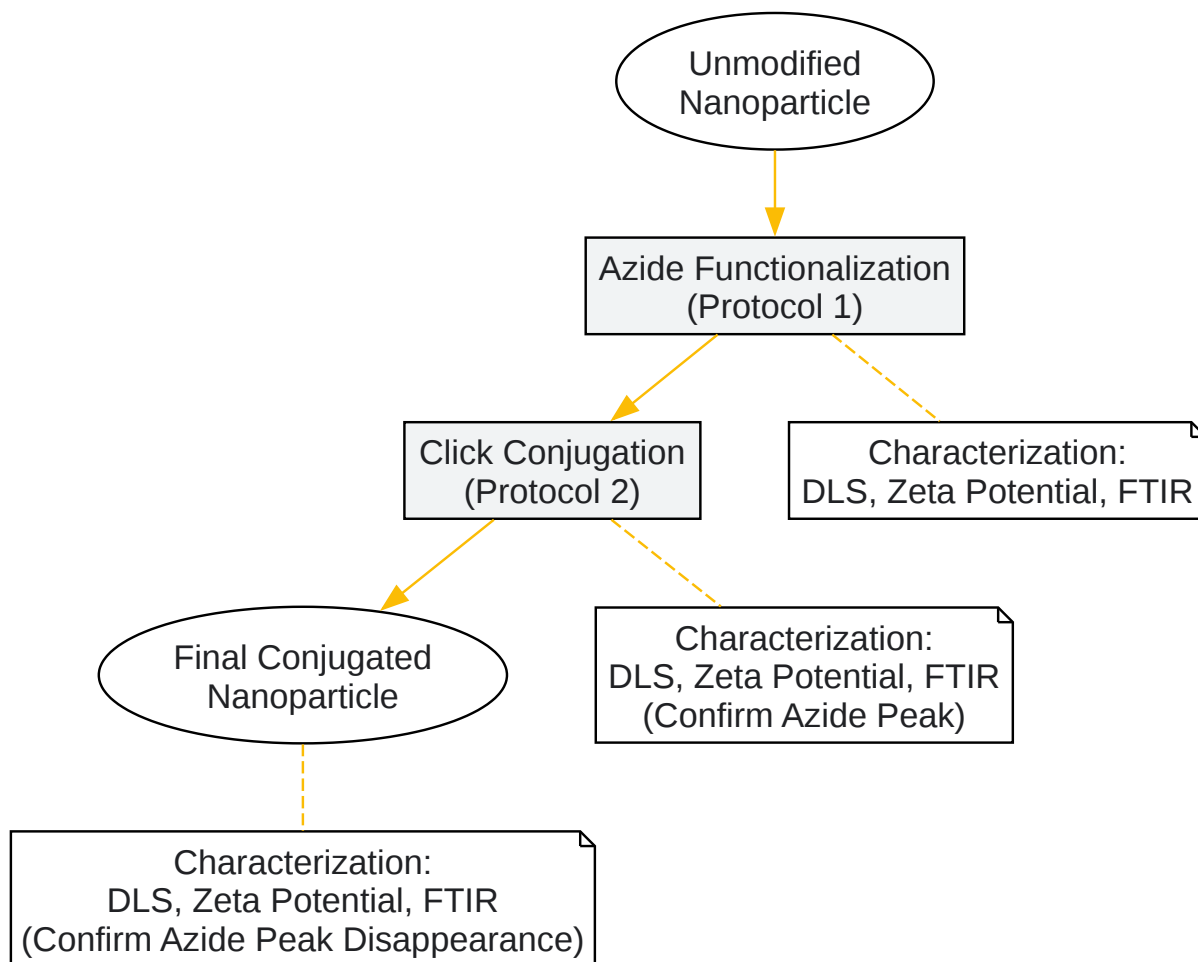 Unmodified
Nanoparticle
Azide Functionalization
(Protocol 1)
Click Conjugation
(Protocol 2)
Characterization:
DLS, Zeta Potential, FTIR
Final Conjugated
Nanoparticle
Characterization:
DLS, Zeta Potential, FTIR
(Confirm Azide Peak)
Characterization:
DLS, Zeta Potential, FTIR
(Confirm Azide Peak Disappearance)